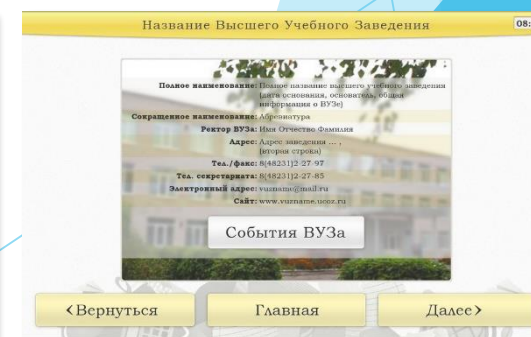 Название Высшего Учебного Заведения
08:
Полное наименование: Полное название высшего учебного заведения
(дата основания, основатель, общая
информация о ВУЗе)
Сокращенное наименование: Абревиатура
Ректор ВУЗа: Имя Отчество Фамилия
Адрес: Адрес заведения ... ,
(вторая строка)
Тел./факс: 8(48231)2-27-97
Тел. секретариата: 8(48231)2-27-85
Электронный адрес: vuzname@mail.ru
Сайт: www.vuzname.ucoz.ru
События ВУЗа
‹Вернуться
Главная
Далее›